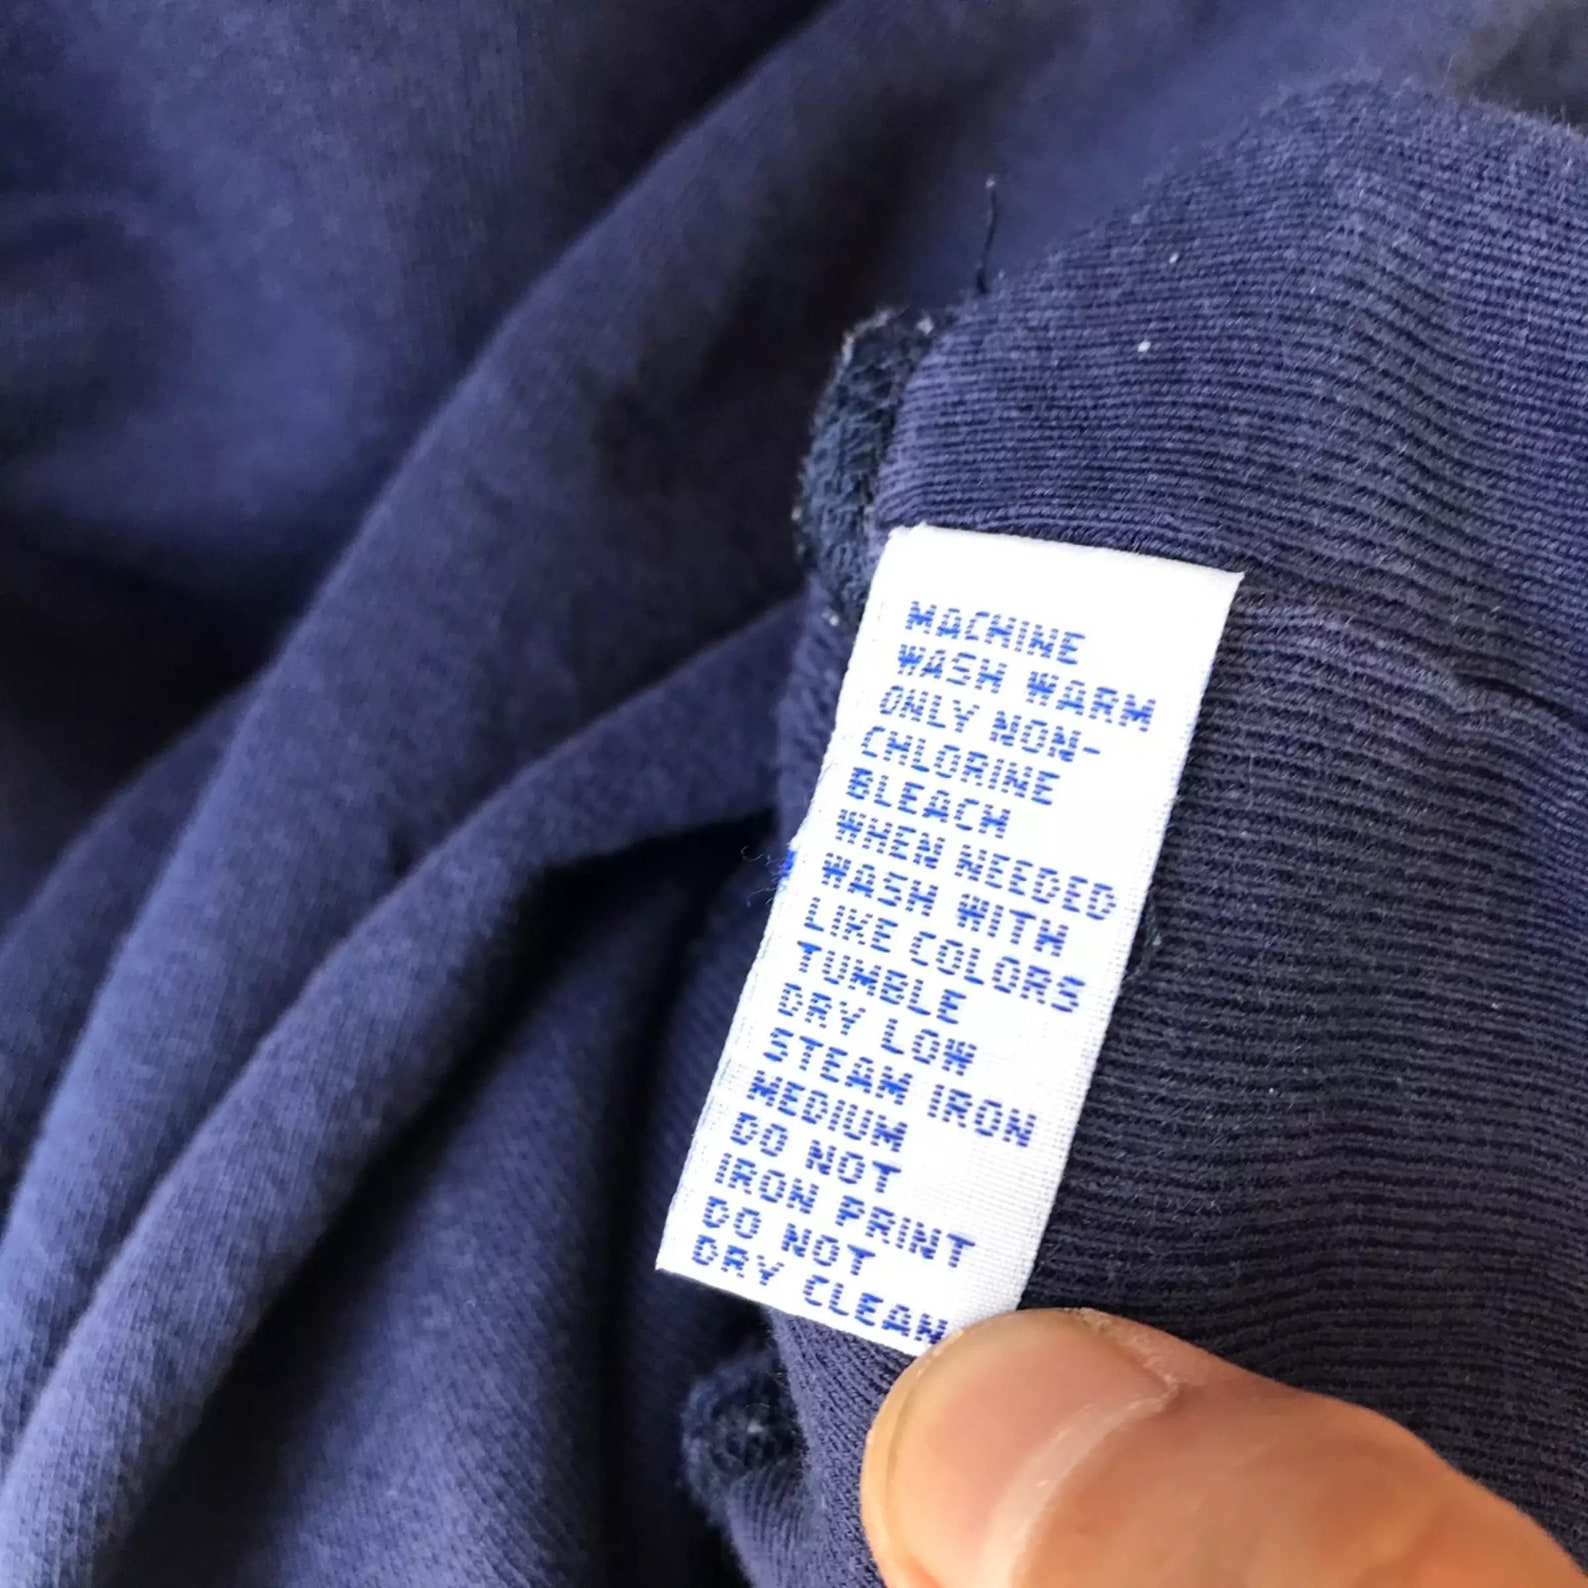 MACHINE
WASH WARM
ONLY NON-
CHLORINE
BLEACH
WHEN NEEDED
WASH WITH
LIKE COLORS
TUMBLE
DRY LOW
STEAM IRON
MEDIUM
DO NOT
IRON PRINT
DO NOT
DRY CLEAN